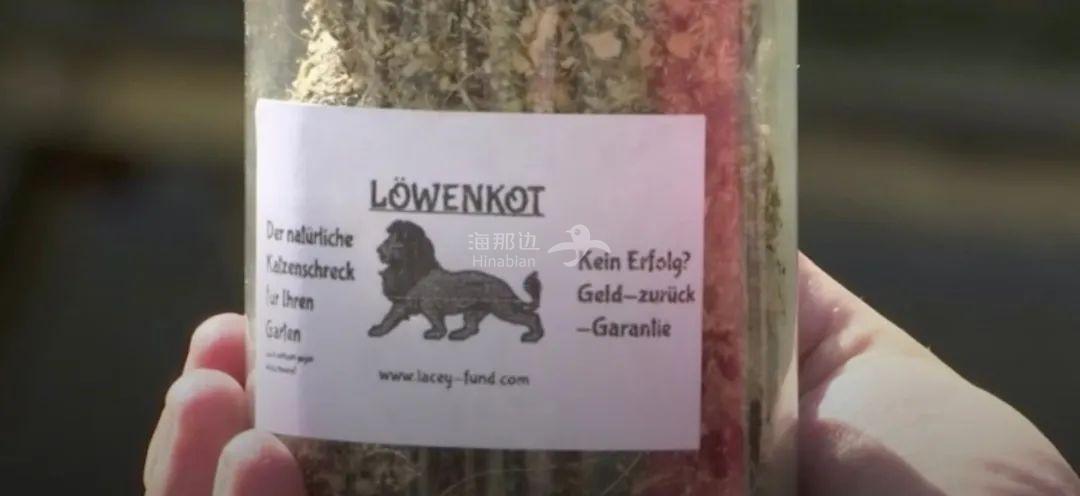 LÖWENKOT
Der natürliche
Katzenschreck
für Ihren
Garten
海那边
Hinabian
Kein Erfolg?
Geld-zurück
-Garantie
www.lacey-fund.com